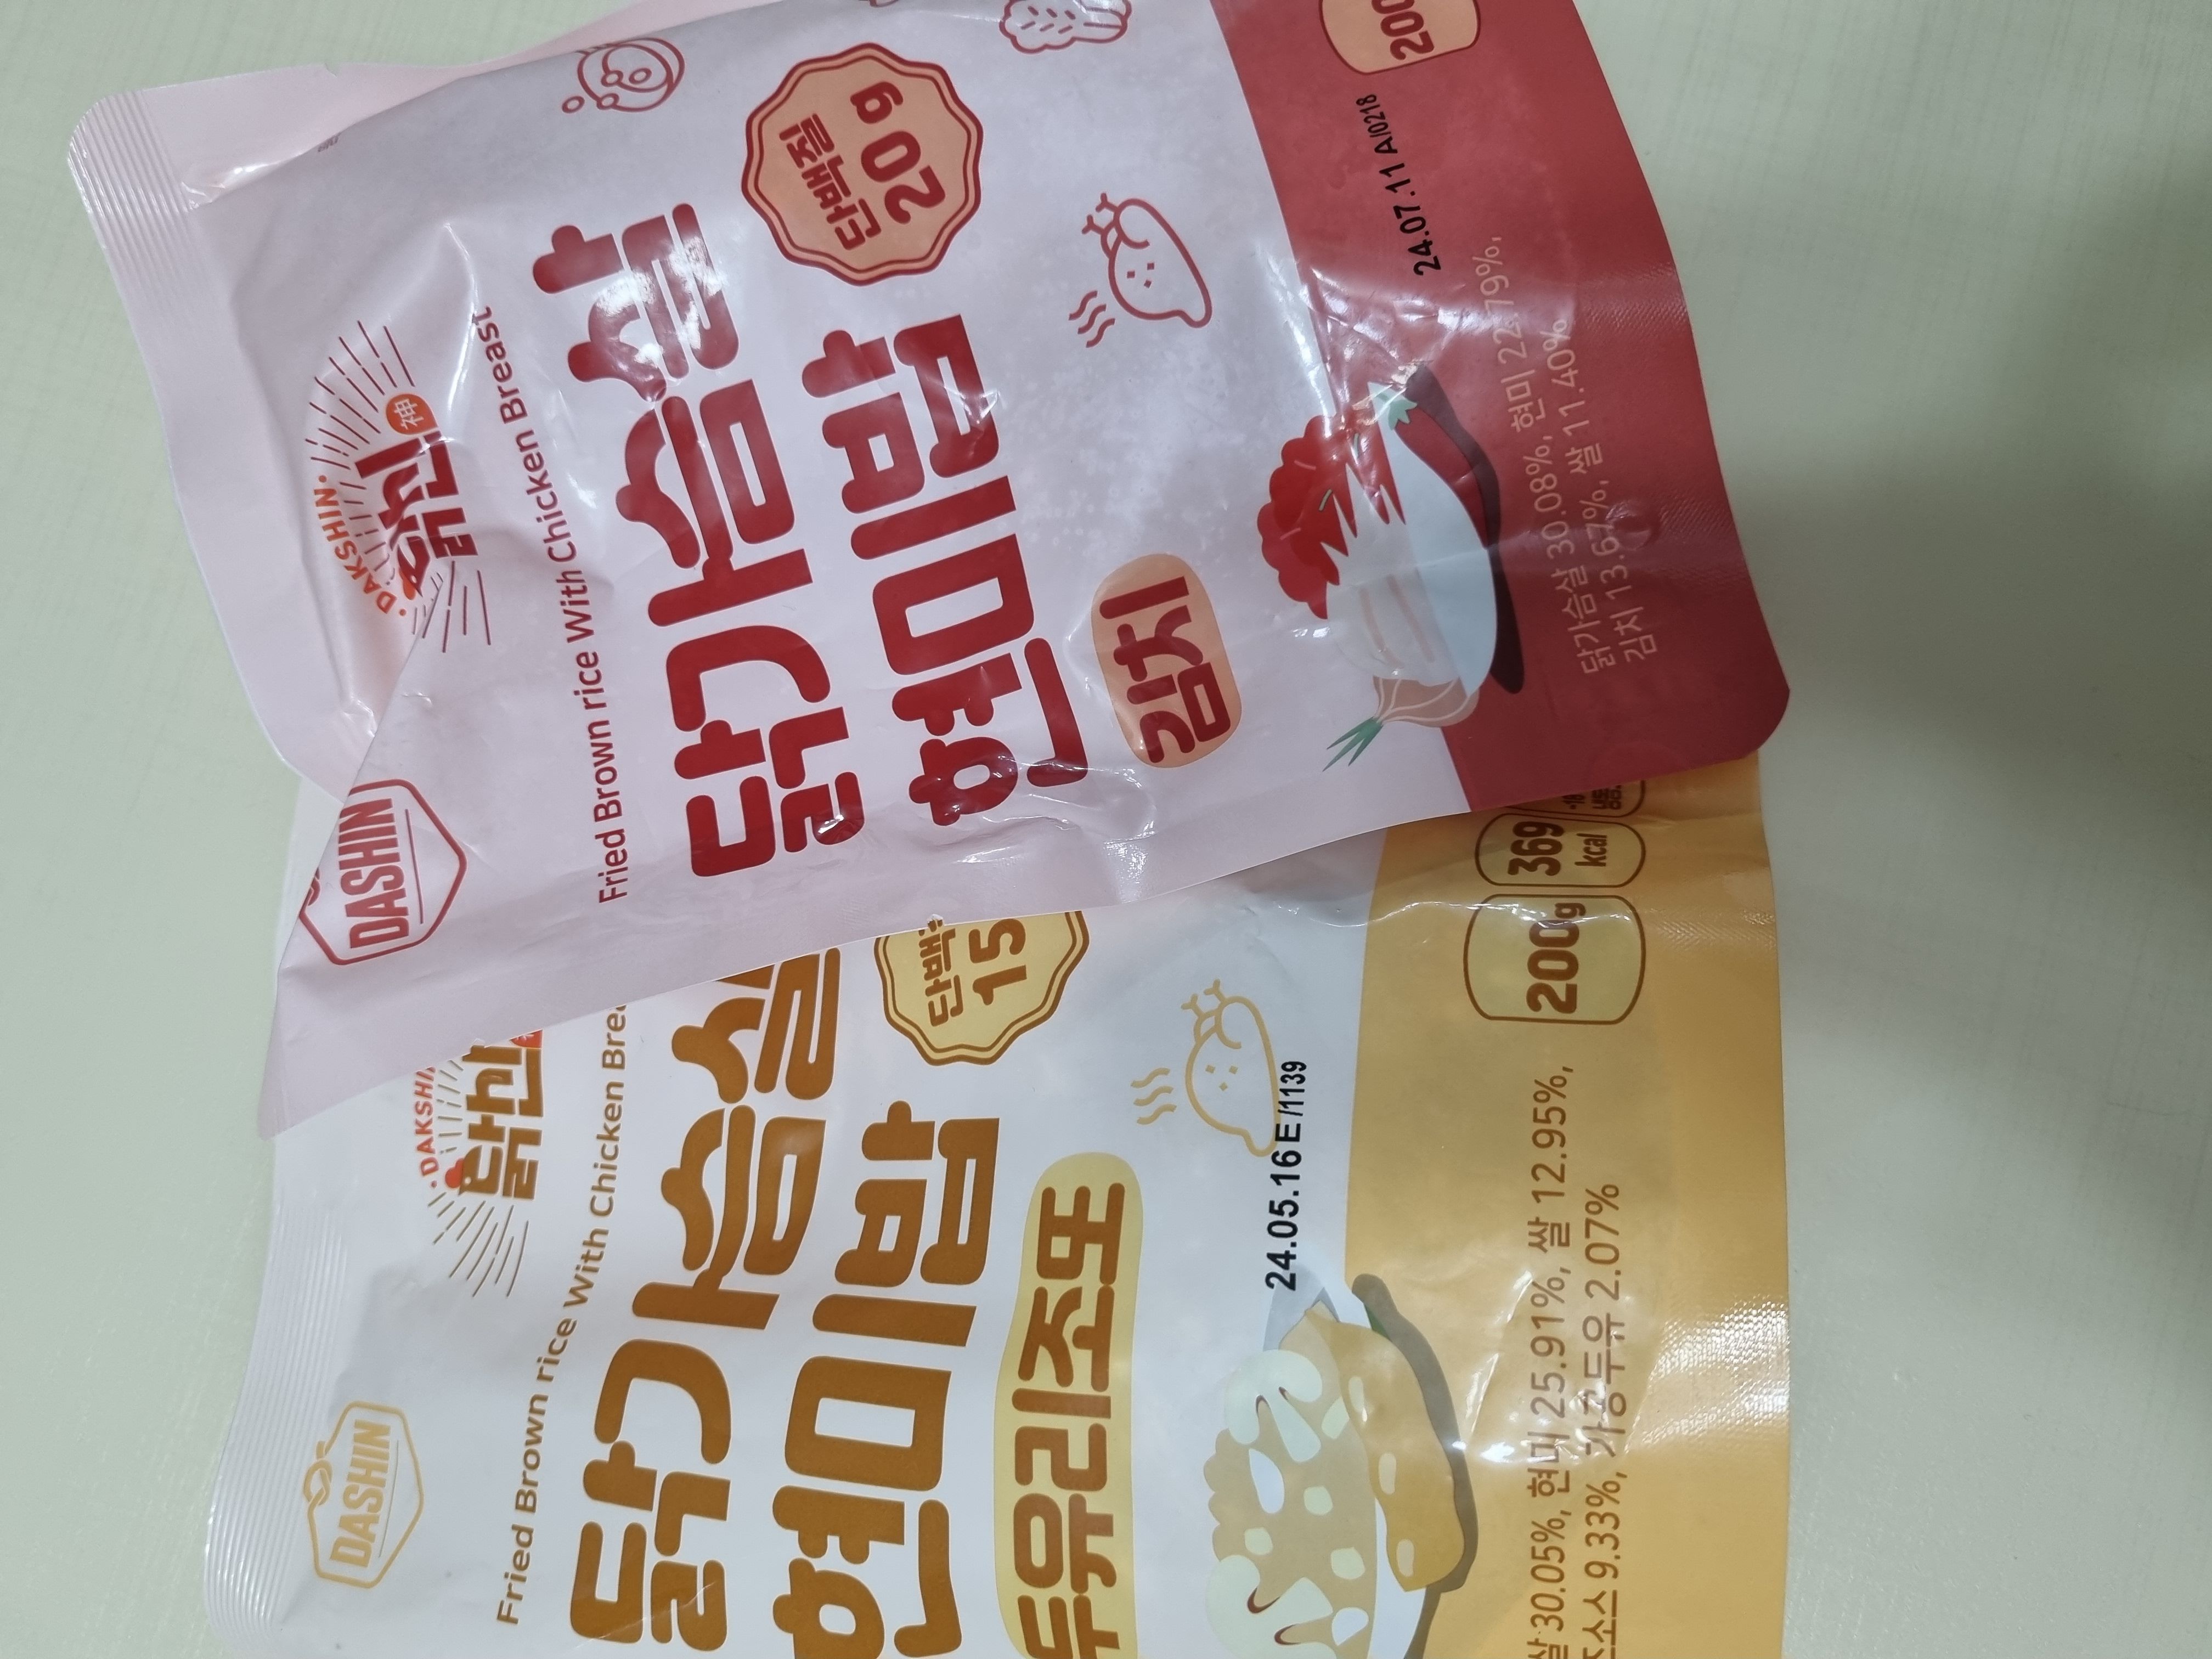 DASHIN
DAKSHIN
닭신
神
Fried Brown rice With Chicken Breast
닭가슴살
현미밥
김치
단백질
20g
24.07.11 A/0218
닭가슴살 30.08%, 현미 22.79%,
김치 13.67%, 쌀 11.40%
200
DASHIN
DAKSHI
닭신
Fried Brown rice With Chicken Brea
닭가슴살
현미밥
두유리조또
단백
15
24.05.16 E /1139
살 30.05%, 현미 25.91%, 쌀 12.95%,
소스 9.33%, 가공두유 2.07%
200g
369
kcal